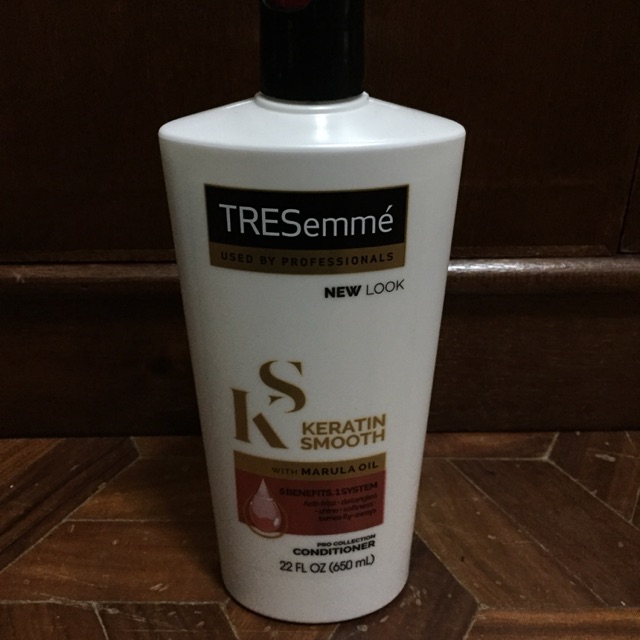 TRESemmé
USED BY PROFESSIONALS
NEW LOOK
KS
KERATIN
SMOOTH
WITH MARULA OIL
5 BENEFITS, 1 SYSTEM
PRO COLLECTION
CONDITIONER
22 FL OZ (650 mL)